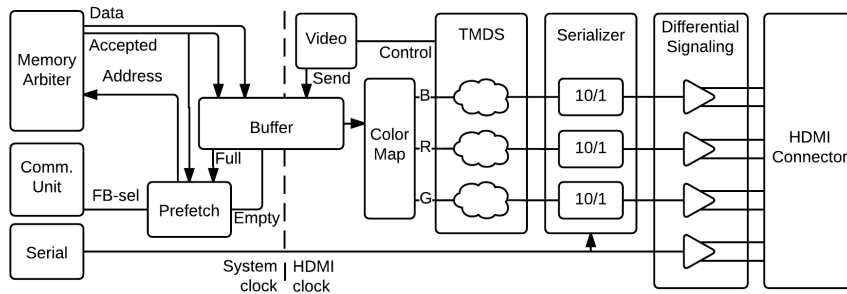 Data
Accepted
Address
Memory
Arbiter
Video
Control
Send
TMDS
Serializer
Differential
Signaling
B
R
G
10/1
10/1
10/1
Buffer
Color
Map
HDMI
Connector
Full
Empty
Comm.
Unit
FB-sel
Prefetch
Serial
System
clock
HDMI
clock